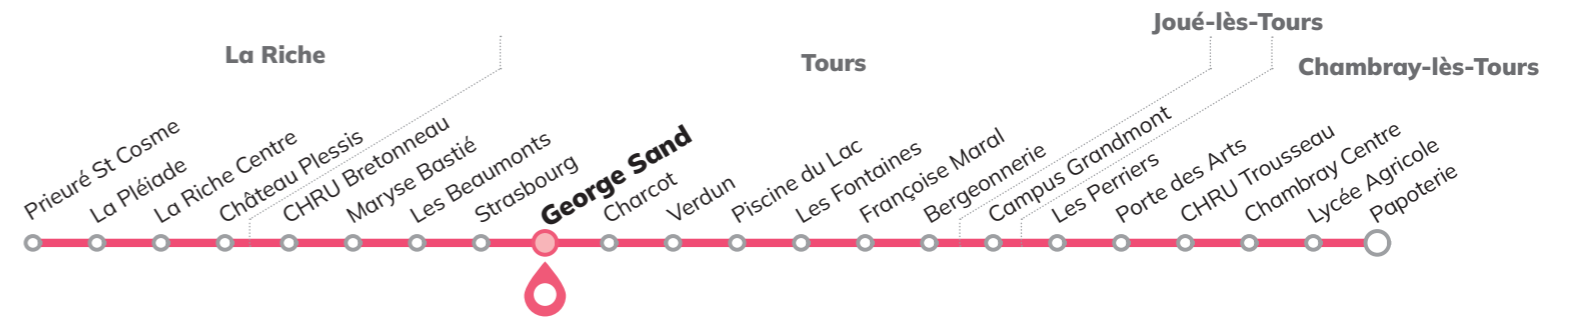 La Riche
Tours
Joué-lès-Tours
Chambray-lès-Tours
Prieuré St Cosme
La Pléiade
La Riche Centre
Château Plessis
CHRU Bretonneau
Maryse Bastié
Les Beaumonts
Strasbourg
George Sand
Charcot
Verdun
Piscine du Lac
Les Fontaines
Françoise Maral
Bergeonnerie
Campus Grandmont
Les Perriers
Porte des Arts
CHRU Trousseau
Chambray Centre
Lycée Agricole
Papoterie